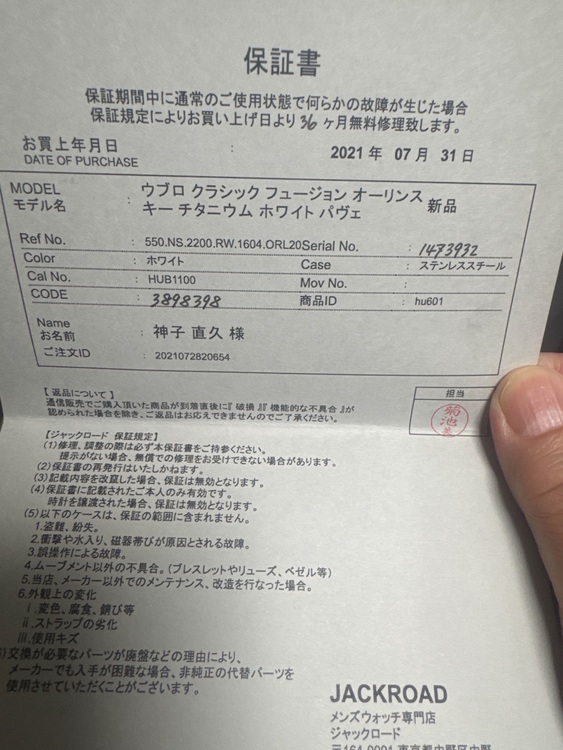 保証書
保証期間中に通常のご使用状態で何らかの故障が生じた場合
保証規定によりお買い上げ日より36ヶ月無料修理致します。
お買上年月日 : 2021年 07月 31日
DATE OF PURCHASE
MODEL : ウブロ クラシック フュージョン オーリンス 新品
モデル名 キー チタニウム ホワイト パヴェ
Ref No. : 550.NS.2200.RW.1604.ORL20 Serial No. : 1473932
Color : ホワイト Case : ステンレススチール
Cal No. : HUB1100 Mov No. :
CODE : 3898398 商品ID : hu601
Name
お名前 : 神子 直久 様
ご注文ID : 2021072820654
担当
菊池
【 返品について 】
通信販売でご購入頂いた商品が到着直後に『 破損 』『 機能的な不具合 』が
認められた場合を除き、ご返品はお応えできませんのでご了承ください。
【ジャックロード 保証規定】
(1)修理、調整の際は必ず本保証書をご持参ください。
提示がない場合、無償での修理をお受けできない場合があります。
(2)保証書の再発行はいたしかねます。
(3)記載内容を改竄した場合、保証は無効となります。
(4)保証書に記載されたご本人のみ有効です。
時計を譲渡された場合、保証は無効となります。
(5)以下のケースは、保証の範囲に含まれません。
1.盗難、紛失。
2.衝撃や水入り、磁器帯びが原因とされる故障。
3.誤操作による故障。
4.ムーブメント以外の不具合。(ブレスレットやリューズ、ベゼル等)
5.当店、メーカー以外でのメンテナンス、改造を行なった場合。
6.外観上の変化
i.変色、腐食、錆び等
ii.ストラップの劣化
iii.使用キズ
)交換が必要なパーツが廃盤などの理由により、
メーカーでも入手が困難な場合、非純正の代替パーツを
使用させていただくことがございます。
JACKROAD
メンズウォッチ専門店
ジャックロード
〒164-0001 東京都中野区中野